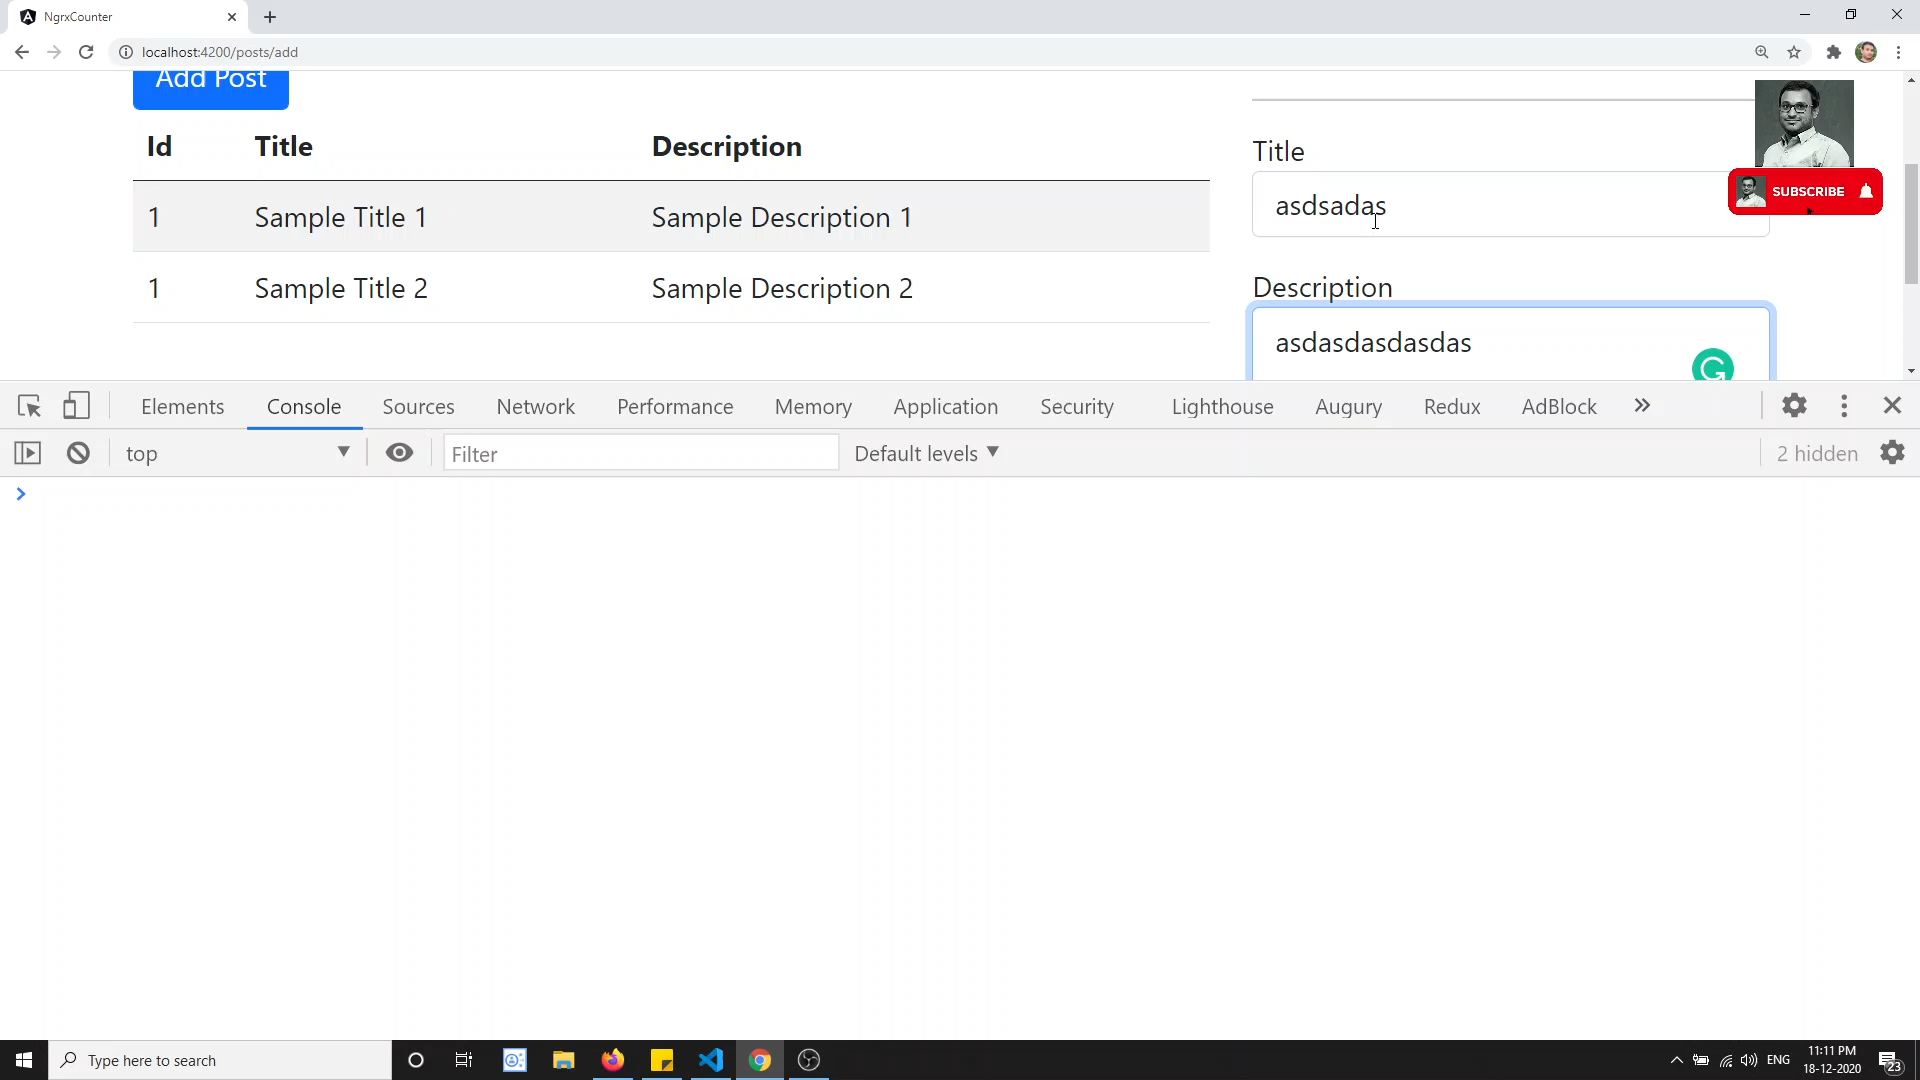 NgrxCounter
localhost:4200/posts/add
Add Post
Id Title Description
1 Sample Title 1 Sample Description 1
1 Sample Title 2 Sample Description 2
Title
asdsadas
SUBSCRIBE
Description
asdasdasdasdas
Elements Console Sources Network Performance Memory Application Security Lighthouse Augury Redux AdBlock
top Filter Default levels 2 hidden
Type here to search
ENG
11:11 PM
18-12-2020
23